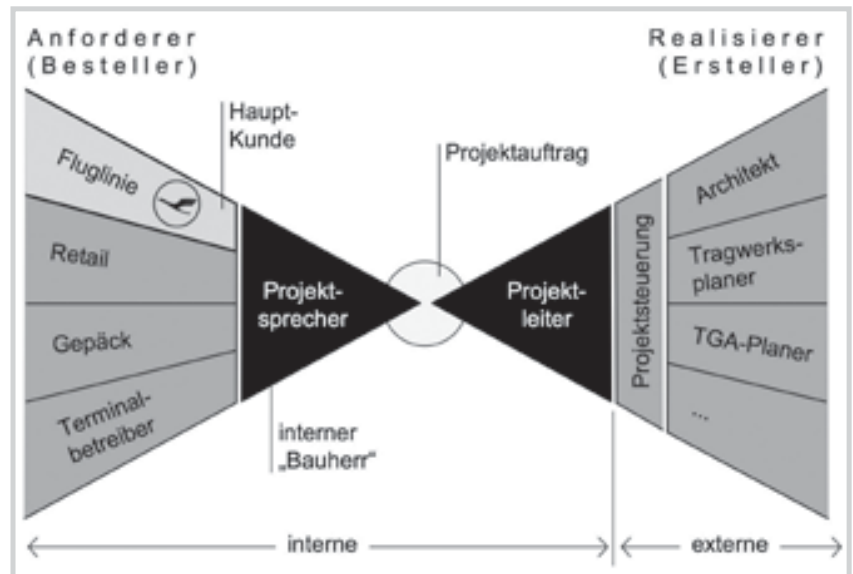 Anforderer
(Besteller)
Realisierer
(Ersteller)
Haupt-
Kunde
Projektauftrag
Fluglinie
Retail
Gepäck
Terminal-
betreiber
Projekt-
sprecher
Projekt-
leiter
Projektsteuerung
Architekt
Tragwerks-
planer
TGA-Planer
...
interner
„Bauherr“
interne
externe